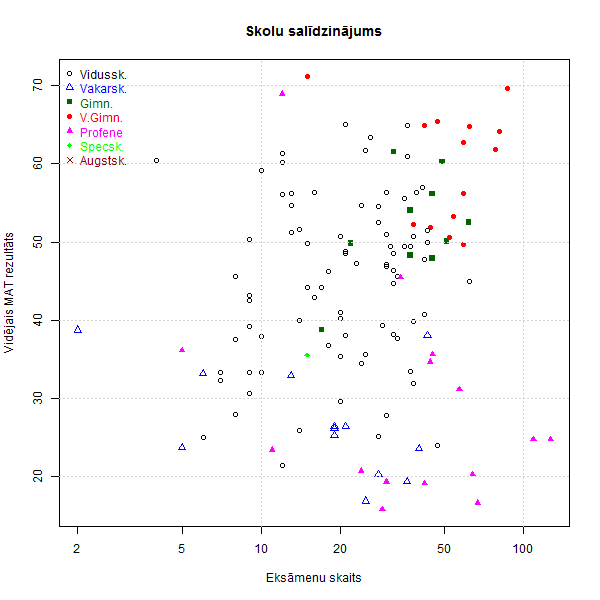 Skolu salīdzinājums
Vidussk.
Vakarsk.
Gimn.
V.Gimn.
Profene
Specsk.
Augstsk.
Vidējais MAT rezultāts
70
60
50
40
30
20
2 5 10 20 50 100
Eksāmenu skaits